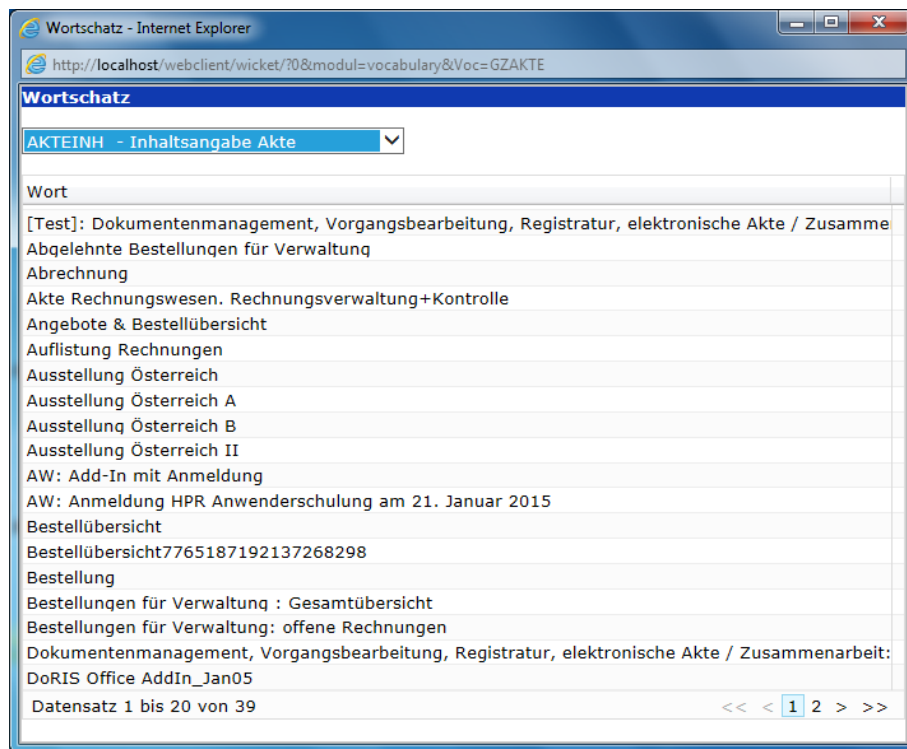 Wortschatz - Internet Explorer
http://localhost/webclient/wicket/?0&modul=vocabulary&Voc=GZAKTE
Wortschatz
AKTEINH - Inhaltsangabe Akte
Wort
[Test]: Dokumentenmanagement, Vorgangsbearbeitung, Registratur, elektronische Akte / Zusamme
Abgelehnte Bestellungen für Verwaltung
Abrechnung
Akte Rechnungswesen. Rechnungsverwaltung+Kontrolle
Angebote & Bestellübersicht
Auflistung Rechnungen
Ausstellung Österreich
Ausstellung Österreich A
Ausstellung Österreich B
Ausstellung Österreich II
AW: Add-In mit Anmeldung
AW: Anmeldung HPR Anwenderschulung am 21. Januar 2015
Bestellübersicht
Bestellübersicht7765187192137268298
Bestellung
Bestellungen für Verwaltung : Gesamtübersicht
Bestellungen für Verwaltung: offene Rechnungen
Dokumentenmanagement, Vorgangsbearbeitung, Registratur, elektronische Akte / Zusammenarbeit:
DoRIS Office AddIn_Jan05
Datensatz 1 bis 20 von 39 << < 1 2 > >>